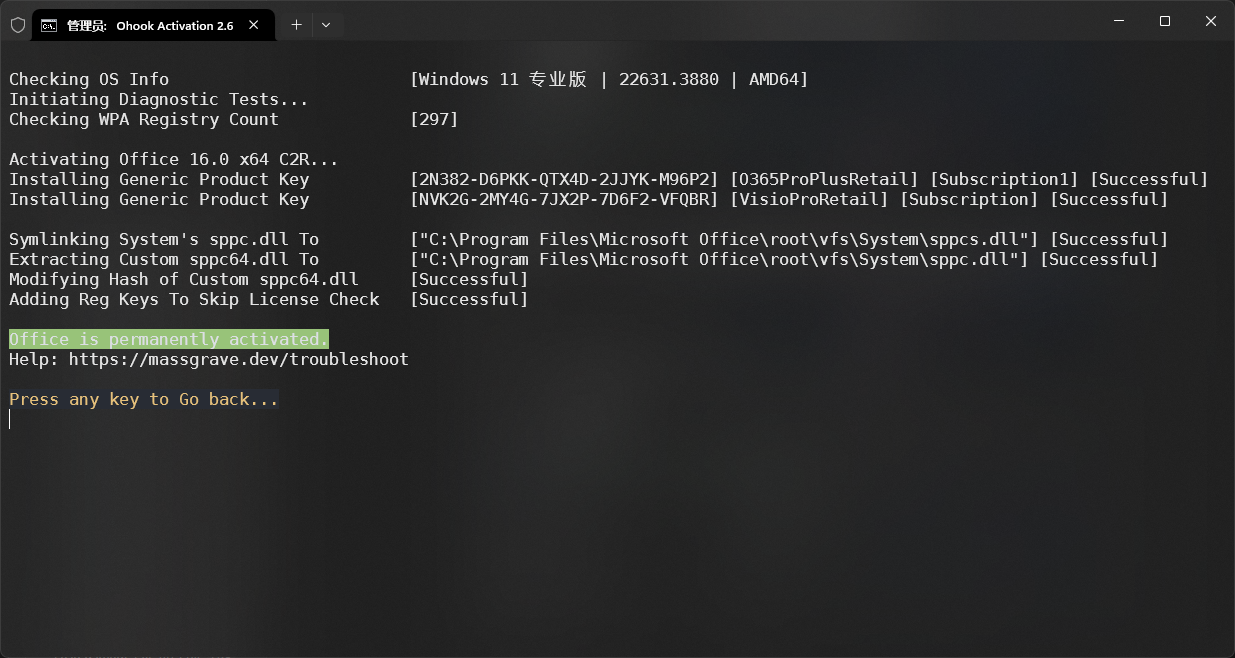 管理员: Ohook Activation 2.6
Checking OS Info [Windows 11 专业版 | 22631.3880 | AMD64]
Initiating Diagnostic Tests...
Checking WPA Registry Count [297]
Activating Office 16.0 x64 C2R...
Installing Generic Product Key [2N382-D6PKK-QTX4D-2JJYK-M96P2] [O365ProPlusRetail] [Subscription1] [Successful]
Installing Generic Product Key [NVK2G-2MY4G-7JX2P-7D6F2-VFQBR] [VisioProRetail] [Subscription] [Successful]
Symlinking System's sppc.dll To ["C:\Program Files\Microsoft Office\root\vfs\System\sppcs.dll"] [Successful]
Extracting Custom sppc64.dll To ["C:\Program Files\Microsoft Office\root\vfs\System\sppc.dll"] [Successful]
Modifying Hash of Custom sppc64.dll [Successful]
Adding Reg Keys To Skip License Check [Successful]
Office is permanently activated.
Help: https://massgrave.dev/troubleshoot
Press any key to Go back...